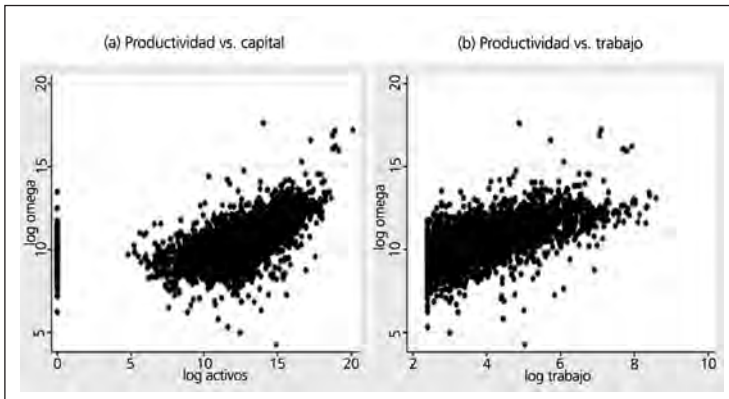 (a) Productividad vs. capital
20
15
10
5
log omega
0 5 10 15 20
log activos
(b) Productividad vs. trabajo
20
15
10
5
log omega
2 4 6 8 10
log trabajo